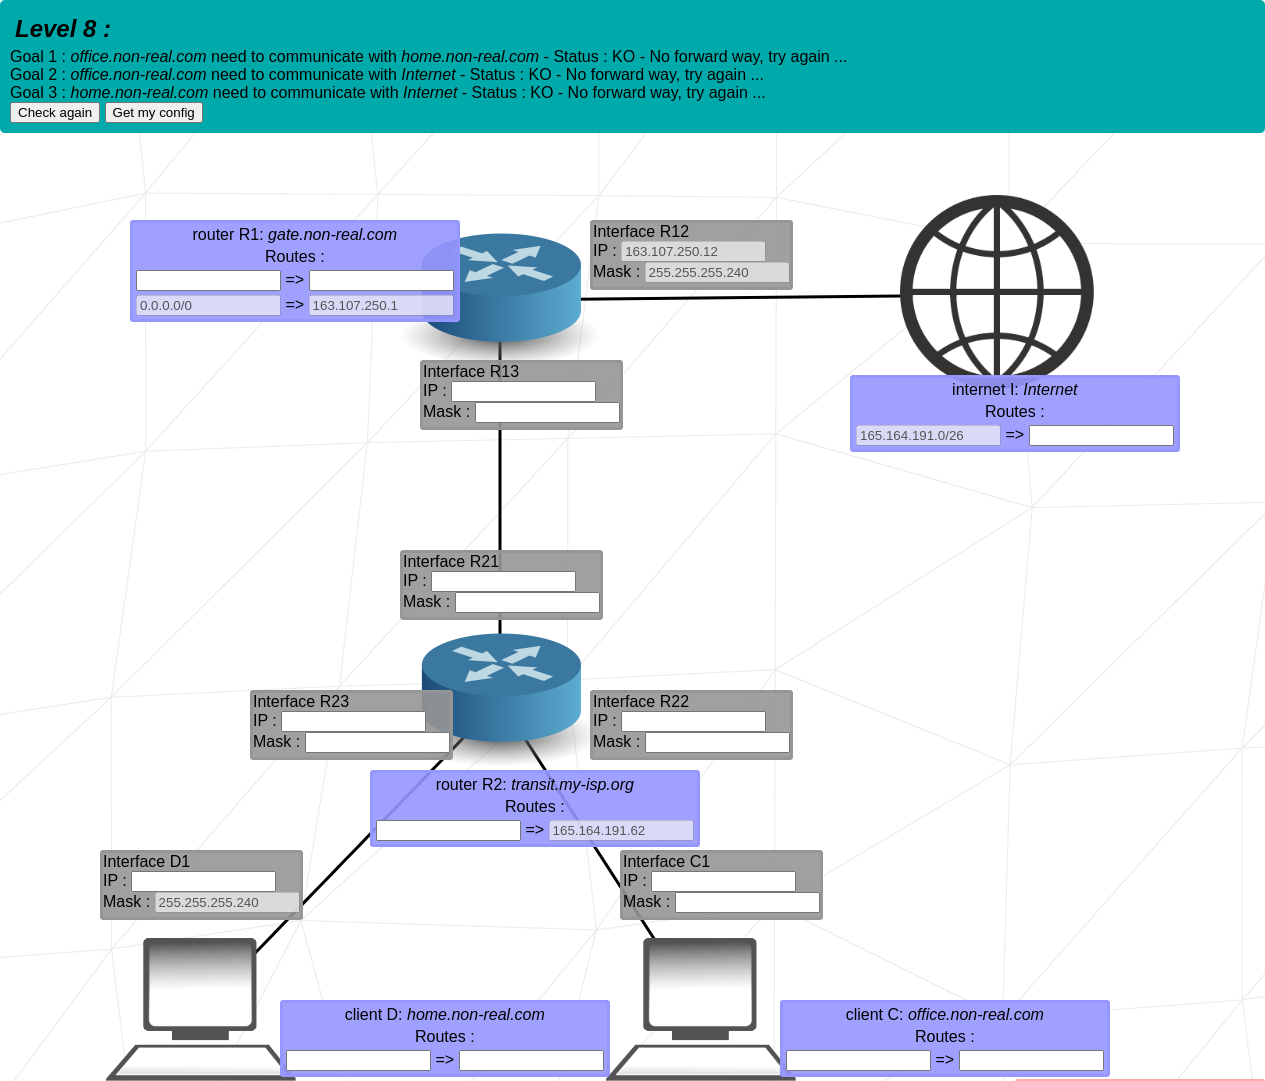 Level 8 :
Goal 1 : office.non-real.com need to communicate with home.non-real.com - Status : KO - No forward way, try again ...
Goal 2 : office.non-real.com need to communicate with Internet - Status : KO - No forward way, try again ...
Goal 3 : home.non-real.com need to communicate with Internet - Status : KO - No forward way, try again ...
Check again Get my config
router R1: gate.non-real.com
Routes :
=>
0.0.0.0/0 => 163.107.250.1
Interface R12
IP : 163.107.250.12
Mask : 255.255.255.240
Interface R13
IP :
Mask :
internet I: Internet
Routes :
165.164.191.0/26 =>
Interface R21
IP :
Mask :
Interface R23
IP :
Mask :
Interface R22
IP :
Mask :
router R2: transit.my-isp.org
Routes :
=> 165.164.191.62
Interface D1
IP :
Mask : 255.255.255.240
Interface C1
IP :
Mask :
client D: home.non-real.com
Routes :
=>
client C: office.non-real.com
Routes :
=>